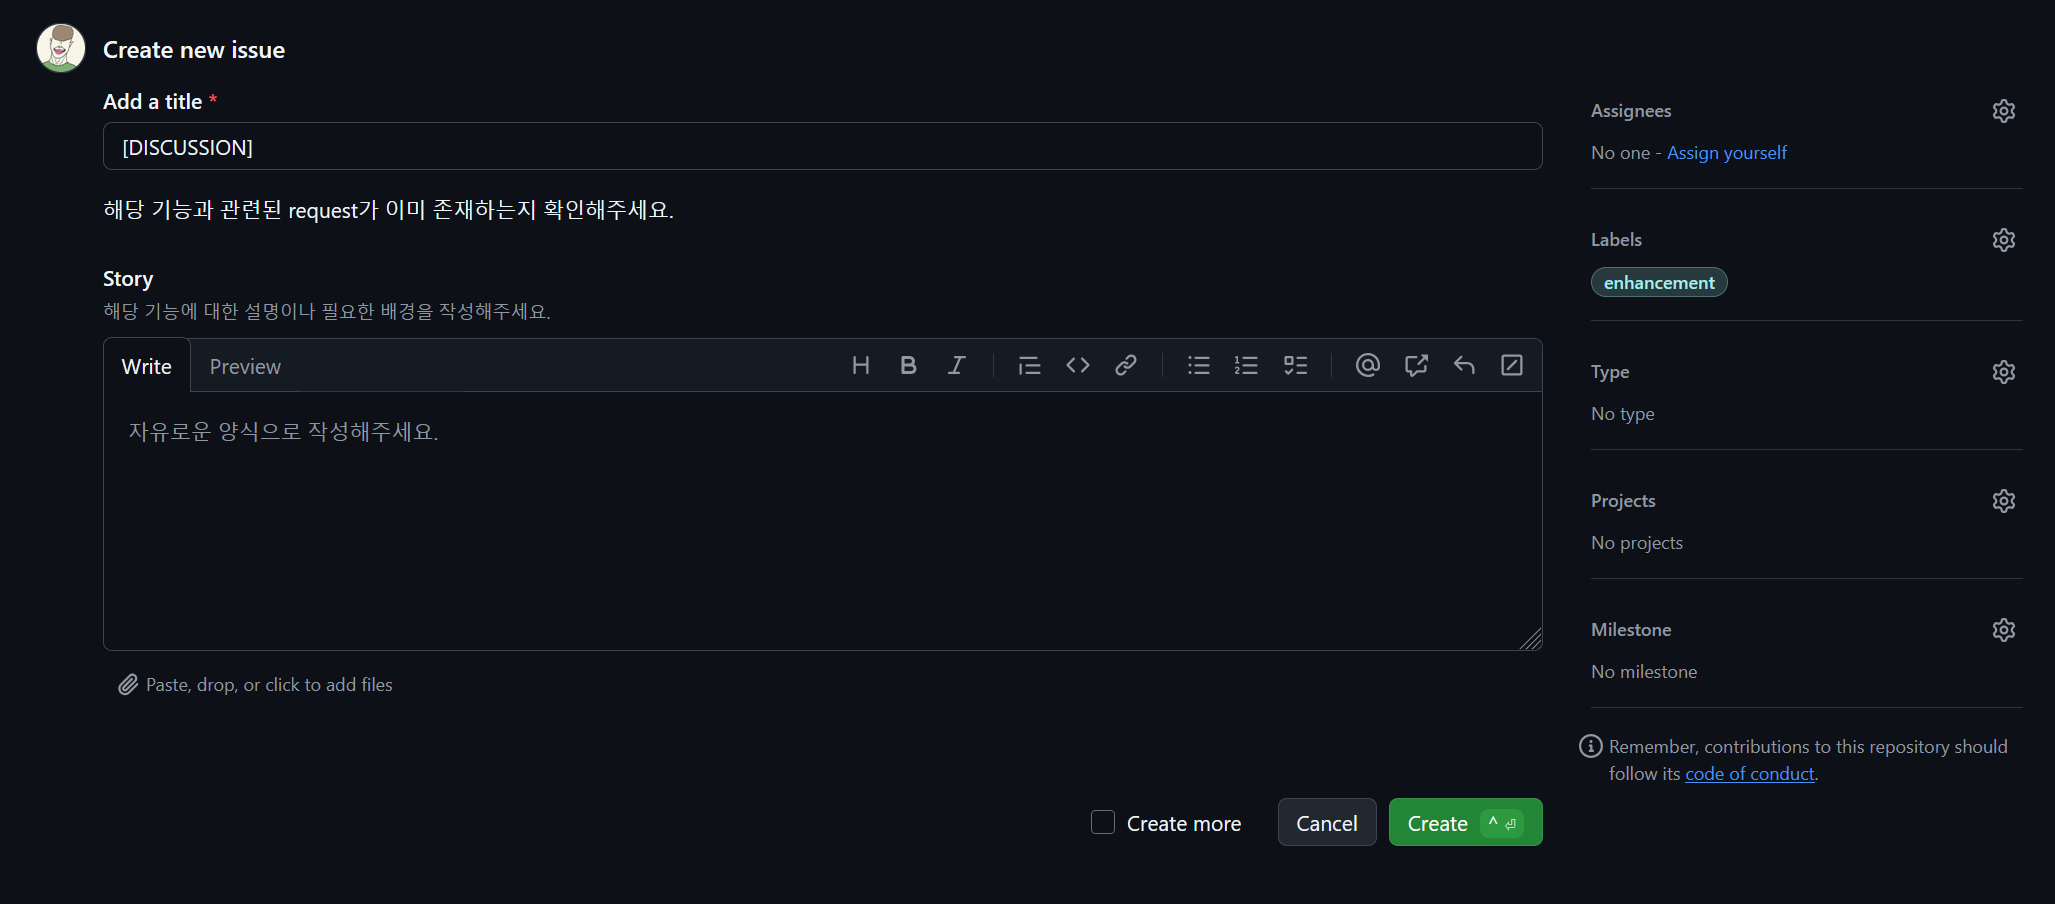 Create new issue
Add a title *
[DISCUSSION]
해당 기능과 관련된 request가 이미 존재하는지 확인해주세요.
Story
해당 기능에 대한 설명이나 필요한 배경을 작성해주세요.
Write
Preview
자유로운 양식으로 작성해주세요.
Paste, drop, or click to add files
Create more
Cancel
Create ^ ⏎
Assignees
No one - Assign yourself
Labels
enhancement
Type
No type
Projects
No projects
Milestone
No milestone
Remember, contributions to this repository should
follow its code of conduct.